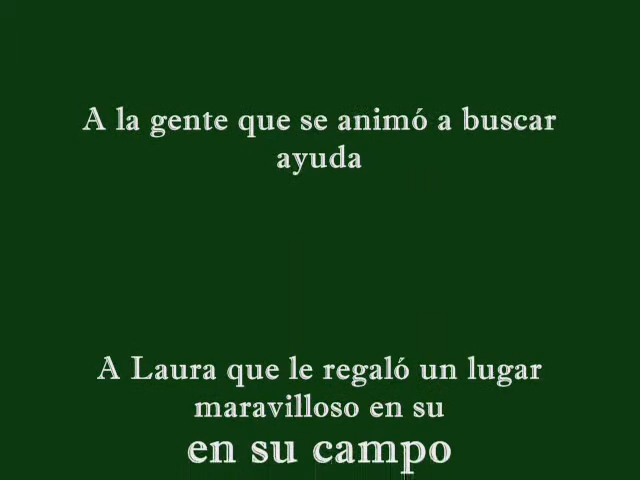 A la gente que se animó a buscar
ayuda
A Laura que le regaló un lugar
maravilloso en su
en su campo